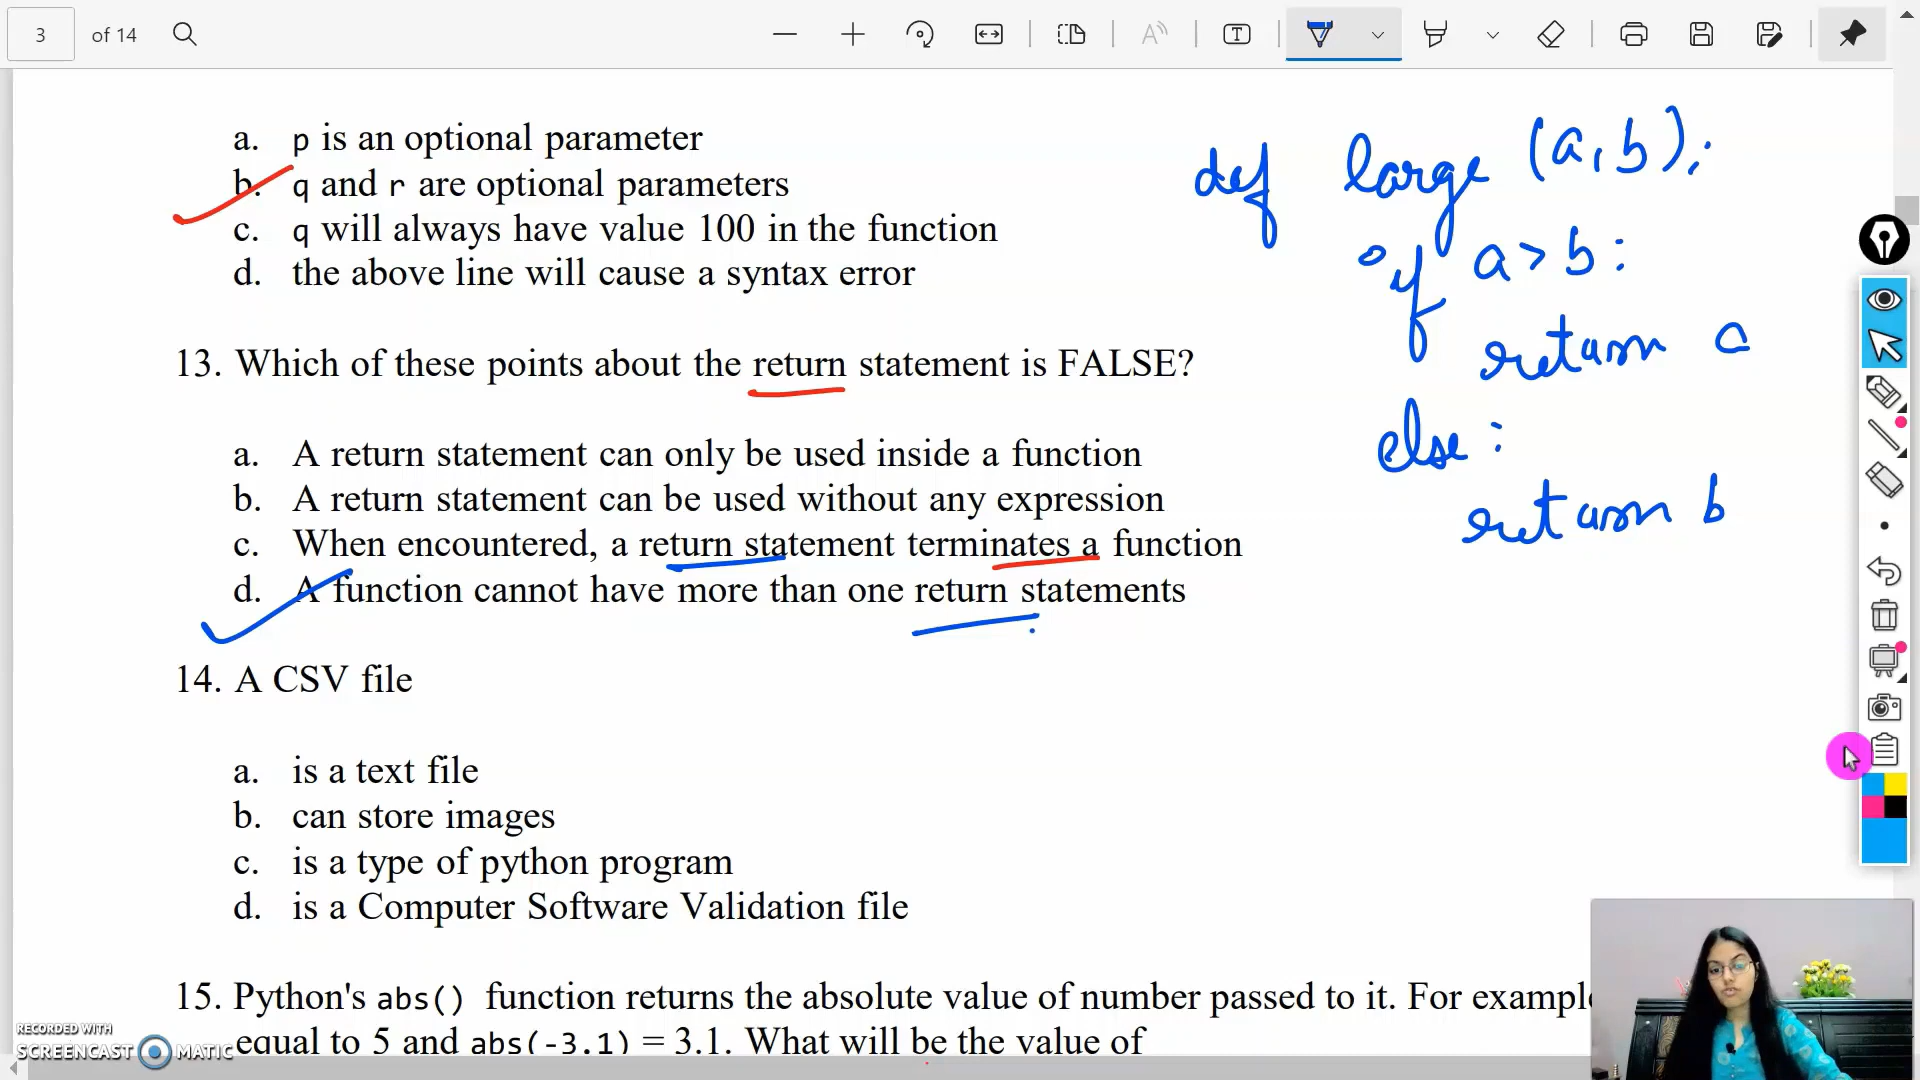 3 of 14
a. p is an optional parameter
b. q and r are optional parameters
c. q will always have value 100 in the function
d. the above line will cause a syntax error
def large (a,b):
if a > b:
return a
else:
return b
13. Which of these points about the return statement is FALSE?
a. A return statement can only be used inside a function
b. A return statement can be used without any expression
c. When encountered, a return statement terminates a function
d. A function cannot have more than one return statements
14. A CSV file
a. is a text file
b. can store images
c. is a type of python program
d. is a Computer Software Validation file
15. Python's abs() function returns the absolute value of number passed to it. For exampl
equal to 5 and abs(-3.1) = 3.1. What will be the value of
RECORDED WITH
SCREENCAST MATIC